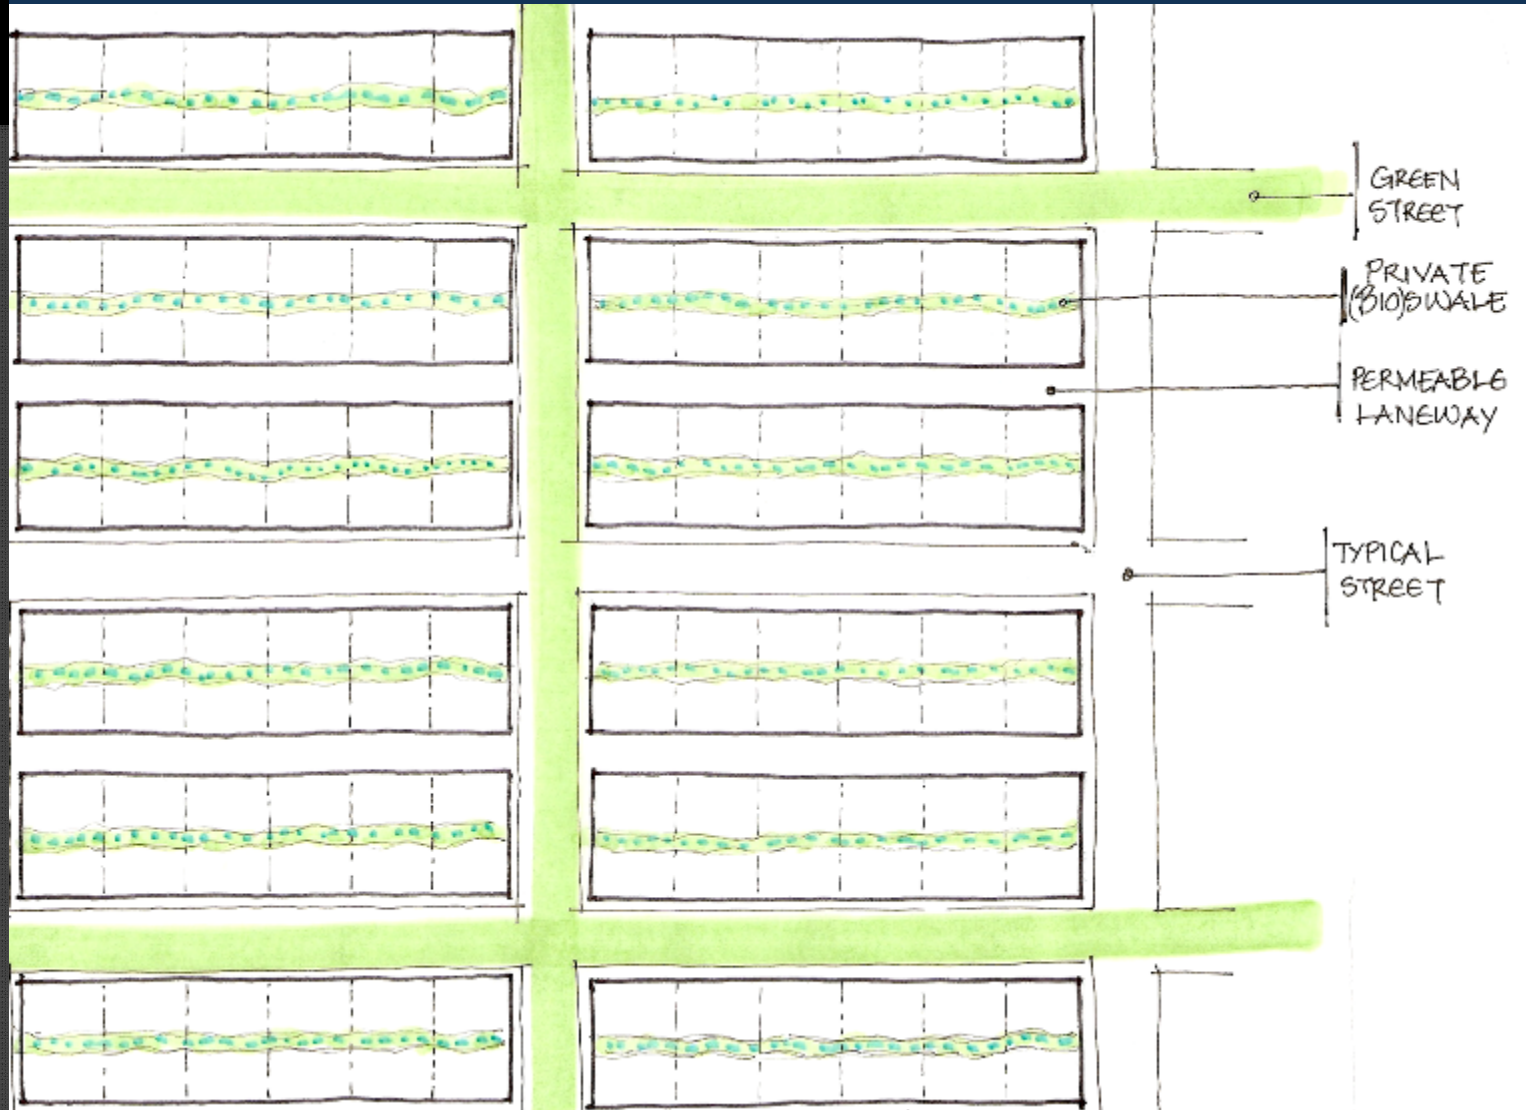 GREEN
STREET
PRIVATE
(BIO)SWALE
PERMEABLE
LANEWAY
TYPICAL
STREET